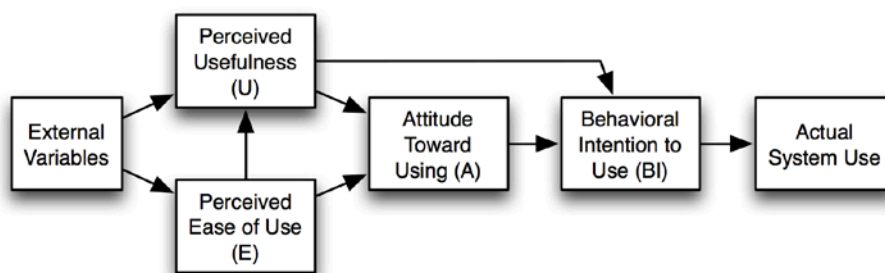 External
Variables
Perceived
Usefulness
(U)
Perceived
Ease of Use
(E)
Attitude
Toward
Using (A)
Behavioral
Intention to
Use (BI)
Actual
System Use